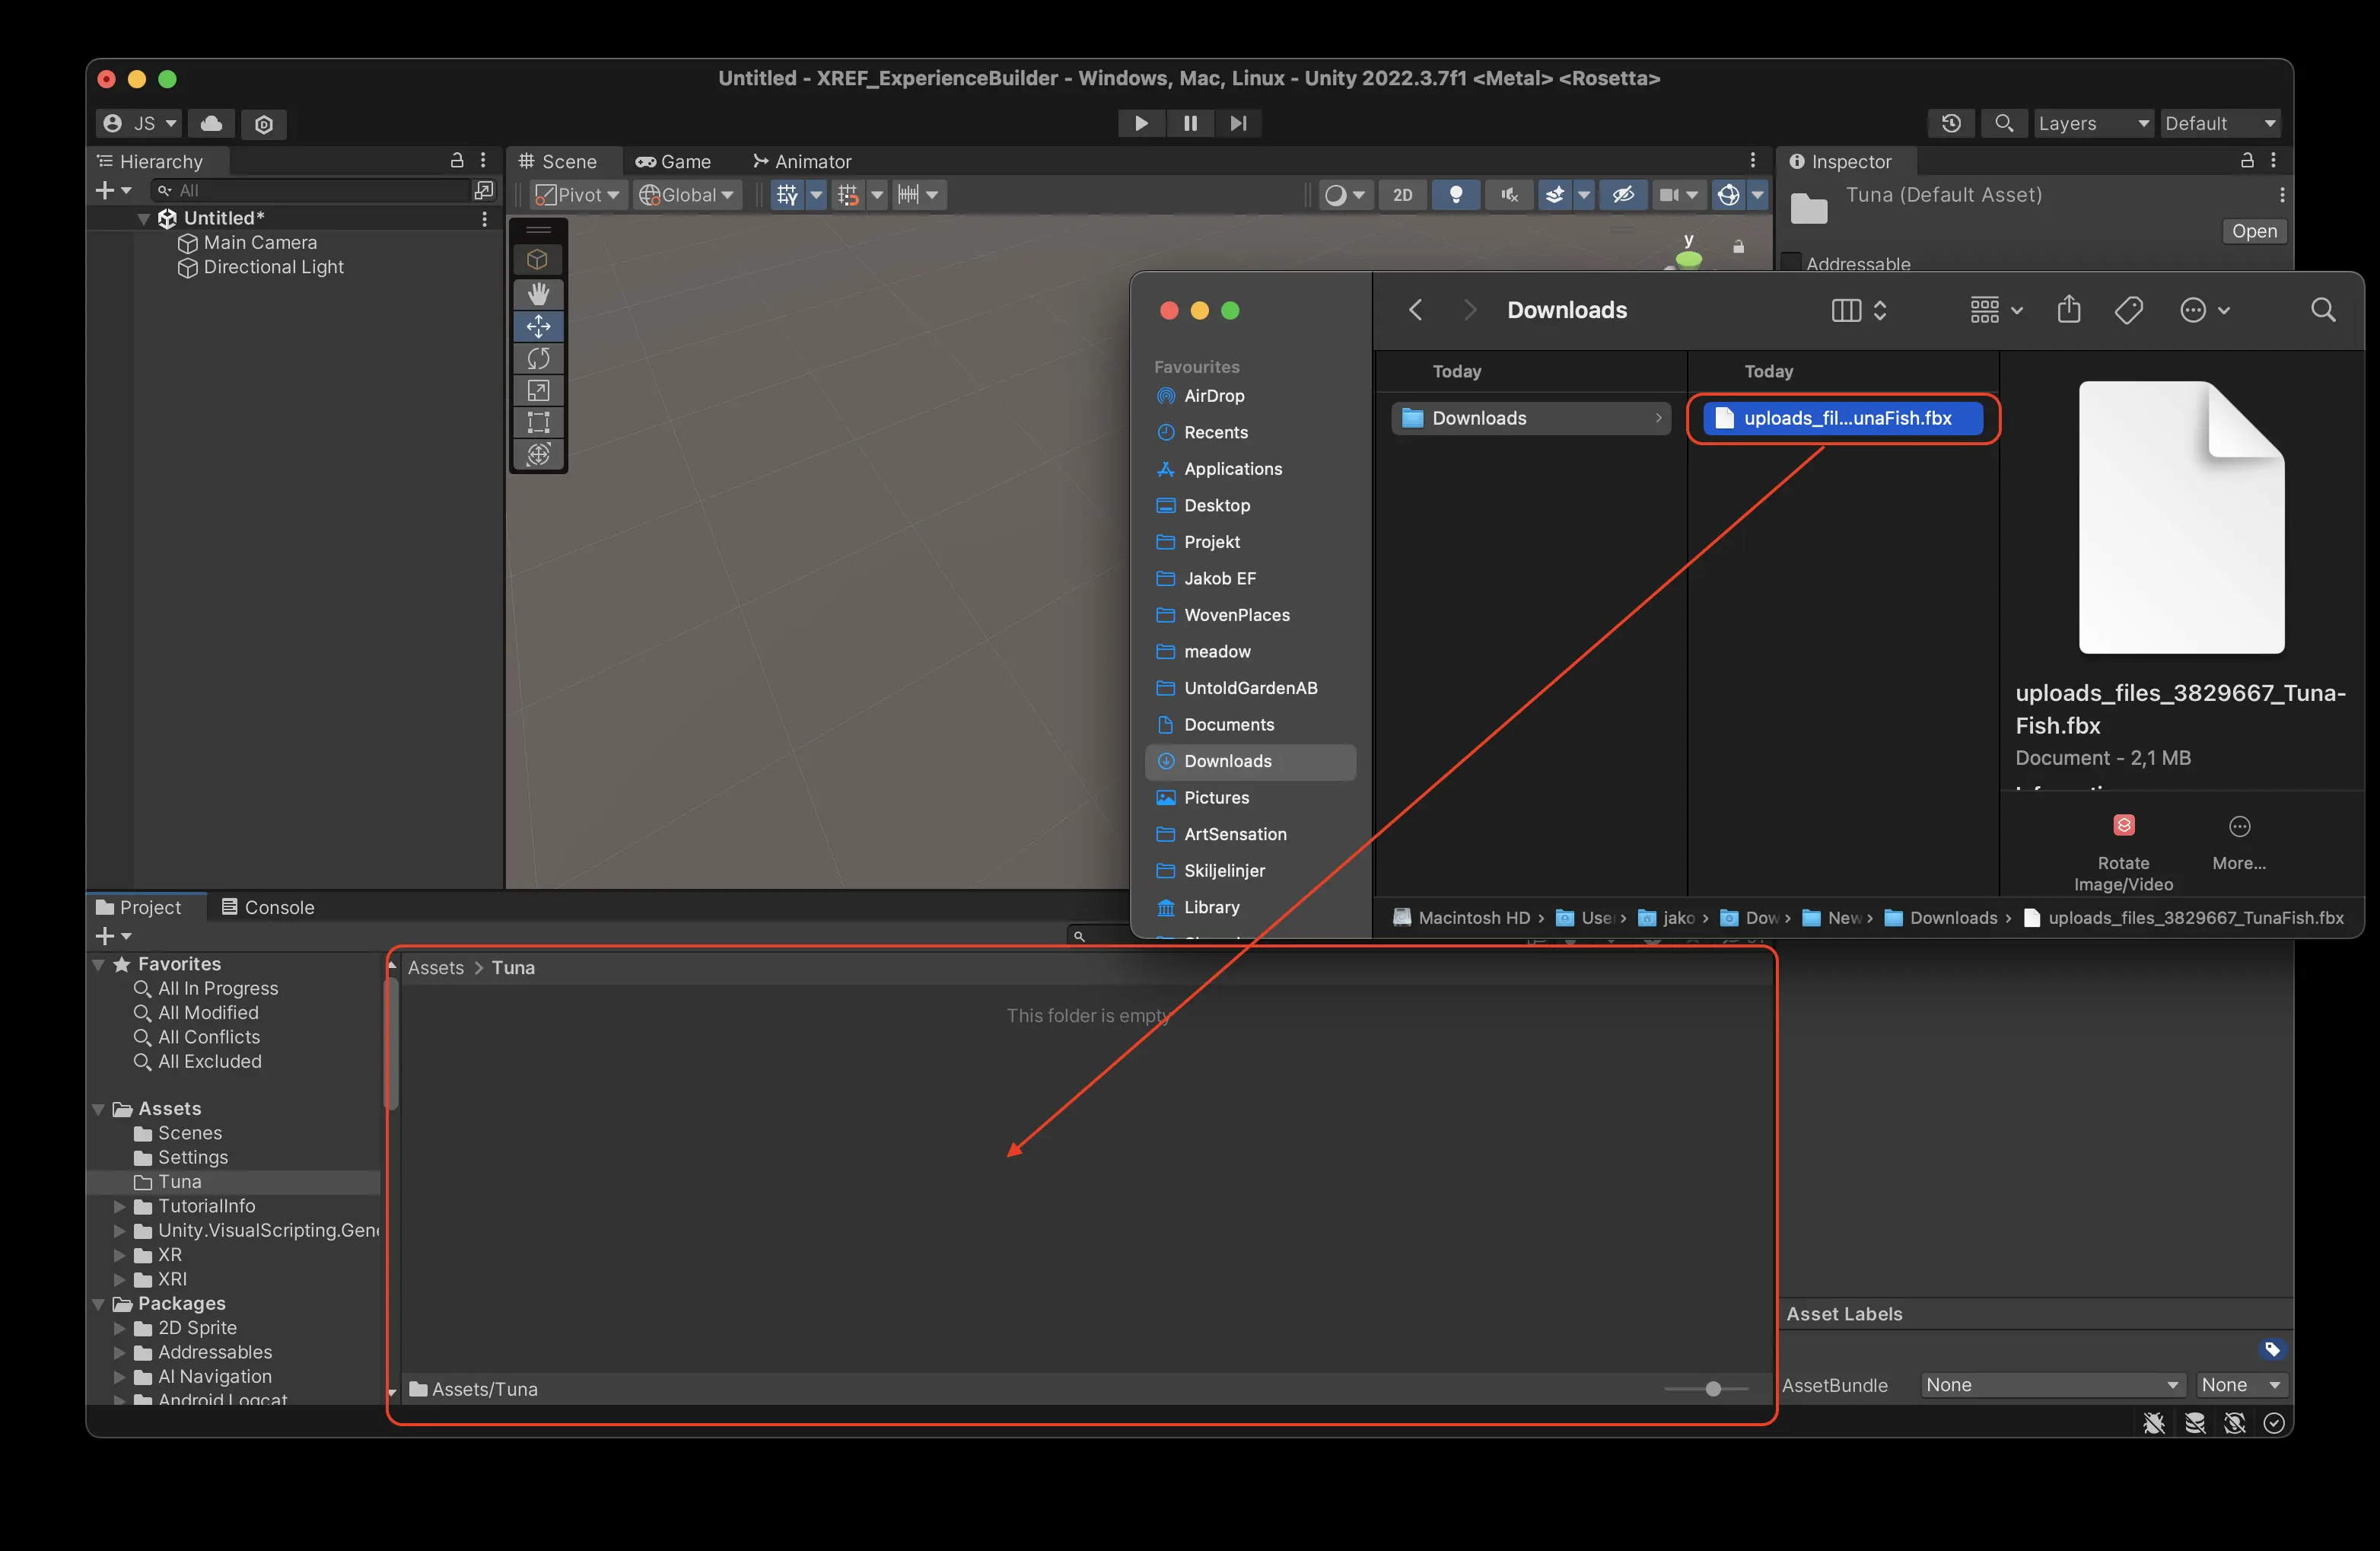 Untitled - XREF_ExperienceBuilder - Windows, Mac, Linux - Unity 2022.3.7f1 <Metal> <Rosetta>
JS
Layers
Default
Hierarchy
All
Untitled*
Main Camera
Directional Light
Scene
Game
Animator
Pivot
Global
2D
y
Inspector
Tuna (Default Asset)
Open
Addressable
Downloads
Favourites
AirDrop
Recents
Applications
Desktop
Projekt
Jakob EF
WovenPlaces
meadow
UntoldGardenAB
Documents
Downloads
Pictures
ArtSensation
Skiljelinjer
Library
Today
Downloads
Today
uploads_fil...unaFish.fbx
uploads_files_3829667_Tuna-
Fish.fbx
Document - 2,1 MB
Rotate
Image/Video
More...
Macintosh HD › Use › jako › Dow › New › Downloads › uploads_files_3829667_TunaFish.fbx
Project
Console
Favorites
All In Progress
All Modified
All Conflicts
All Excluded
Assets
Scenes
Settings
Tuna
TutorialInfo
Unity.VisualScripting.Gene
XR
XRI
Packages
2D Sprite
Addressables
AI Navigation
Android Logcat
Assets > Tuna
This folder is empty
Assets/Tuna
Asset Labels
AssetBundle
None
None